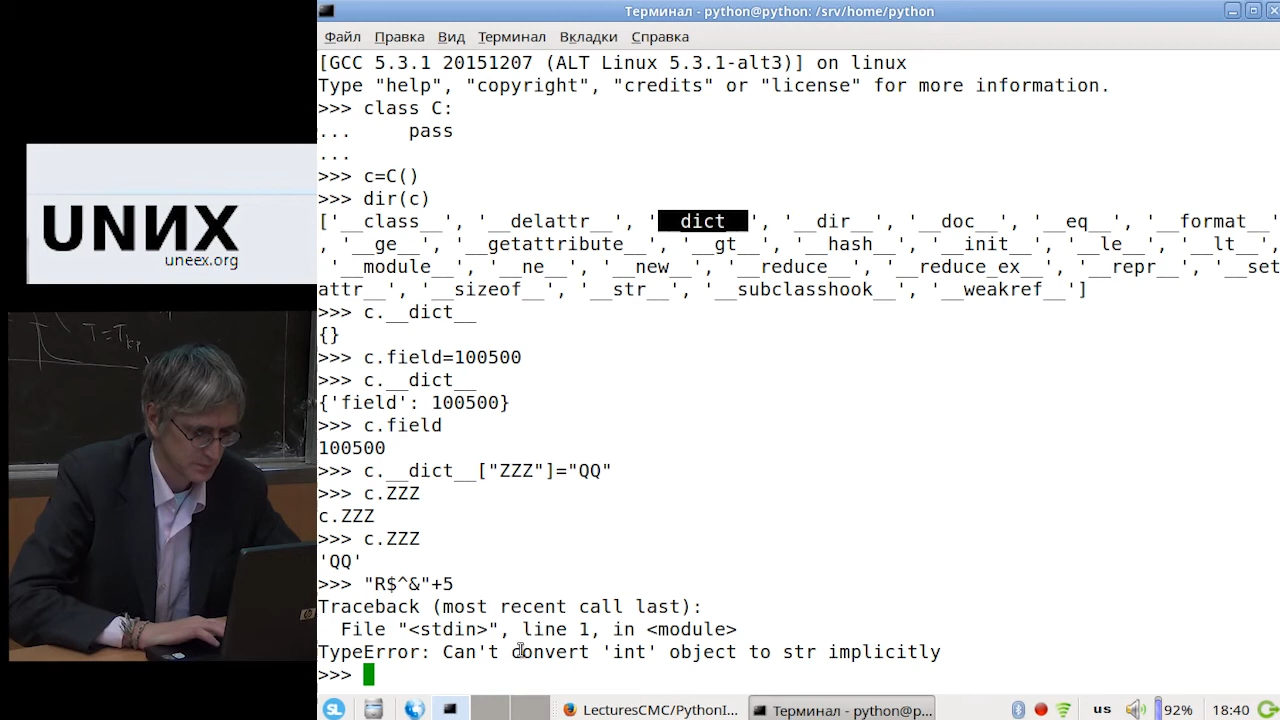 Терминал - python@python: /srv/home/python
Файл Правка Вид Терминал Вкладки Справка
[GCC 5.3.1 20151207 (ALT Linux 5.3.1-alt3)] on linux
Type "help", "copyright", "credits" or "license" for more information.
>>> class C:
...     pass
...
>>> c=C()
>>> dir(c)
['__class__', '__delattr__', '__dict__', '__dir__', '__doc__', '__eq__', '__format__'
, '__ge__', '__getattribute__', '__gt__', '__hash__', '__init__', '__le__', '__lt__',
'__module__', '__ne__', '__new__', '__reduce__', '__reduce_ex__', '__repr__', '__set
attr__', '__sizeof__', '__str__', '__subclasshook__', '__weakref__']
>>> c.__dict__
{}
>>> c.field=100500
>>> c.__dict__
{'field': 100500}
>>> c.field
100500
>>> c.__dict__["ZZZ"]="QQ"
>>> c.ZZZ
c.ZZZ
>>> c.ZZZ
'QQ'
>>> "R$^&"+5
Traceback (most recent call last):
  File "<stdin>", line 1, in <module>
TypeError: Can't convert 'int' object to str implicitly
>>>
LecturesCMC/PythonI... Терминал - python@p... us 92% 18:40
UNИX
uneex.org
T = Tкр
hp